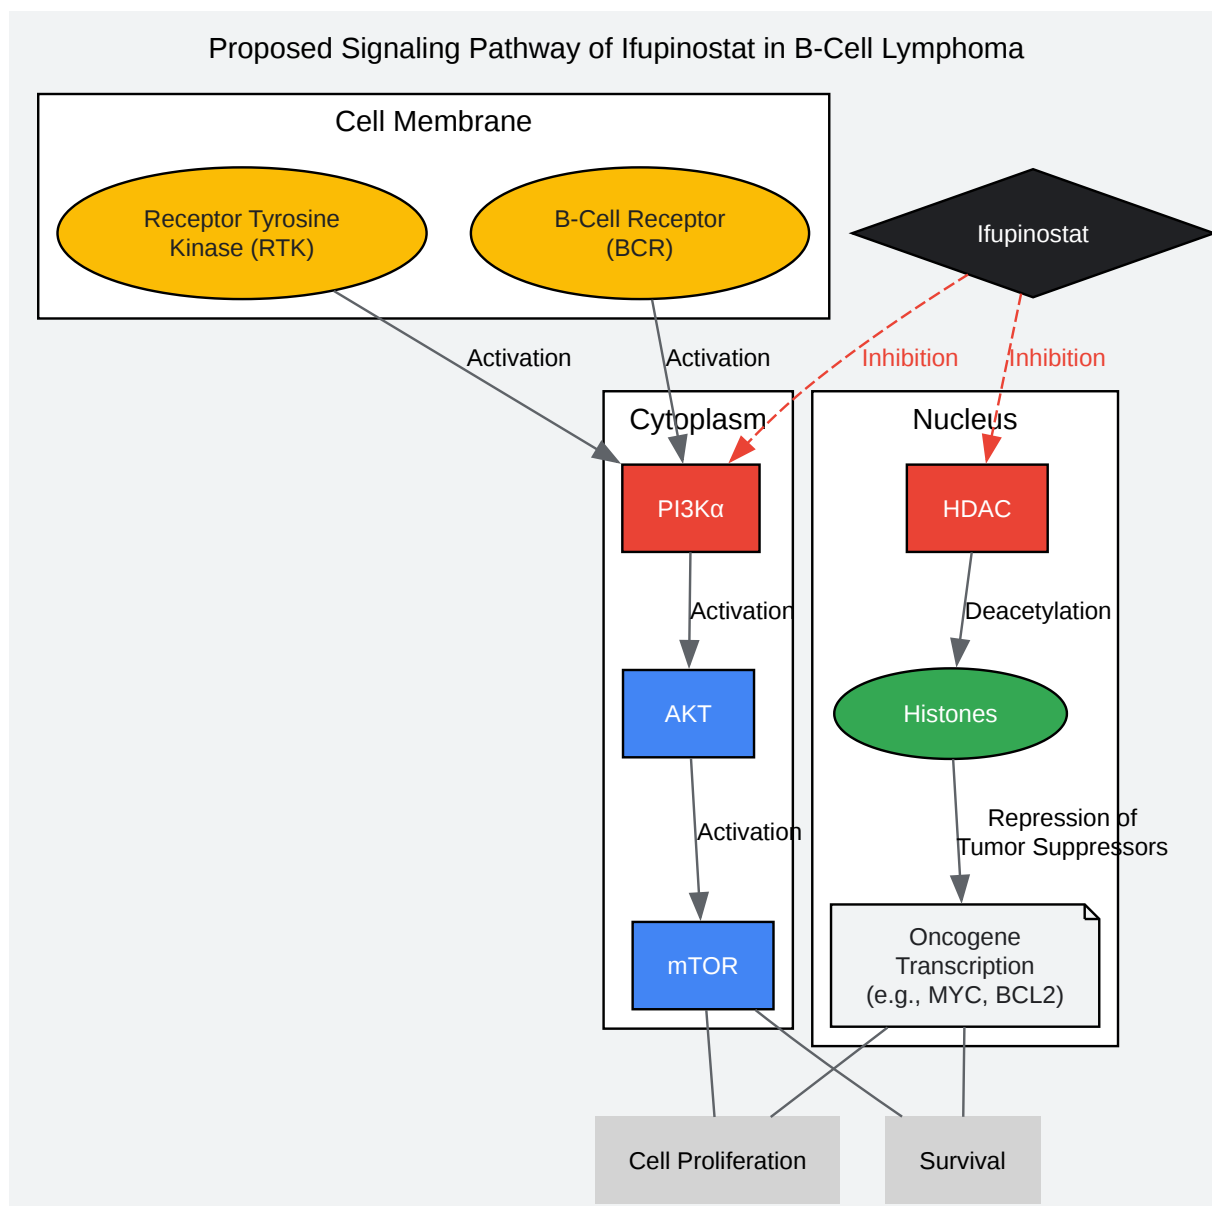 Proposed Signaling Pathway of Ifupinostat in B-Cell Lymphoma
Cell Membrane
Receptor Tyrosine
Kinase (RTK)
B-Cell Receptor
(BCR)
Ifupinostat
Activation
Activation
Inhibition
Inhibition
Cytoplasm
Nucleus
PI3Kα
HDAC
Activation
Deacetylation
AKT
Histones
Activation
Repression of
Tumor Suppressors
mTOR
Oncogene
Transcription
(e.g., MYC, BCL2)
Cell Proliferation
Survival